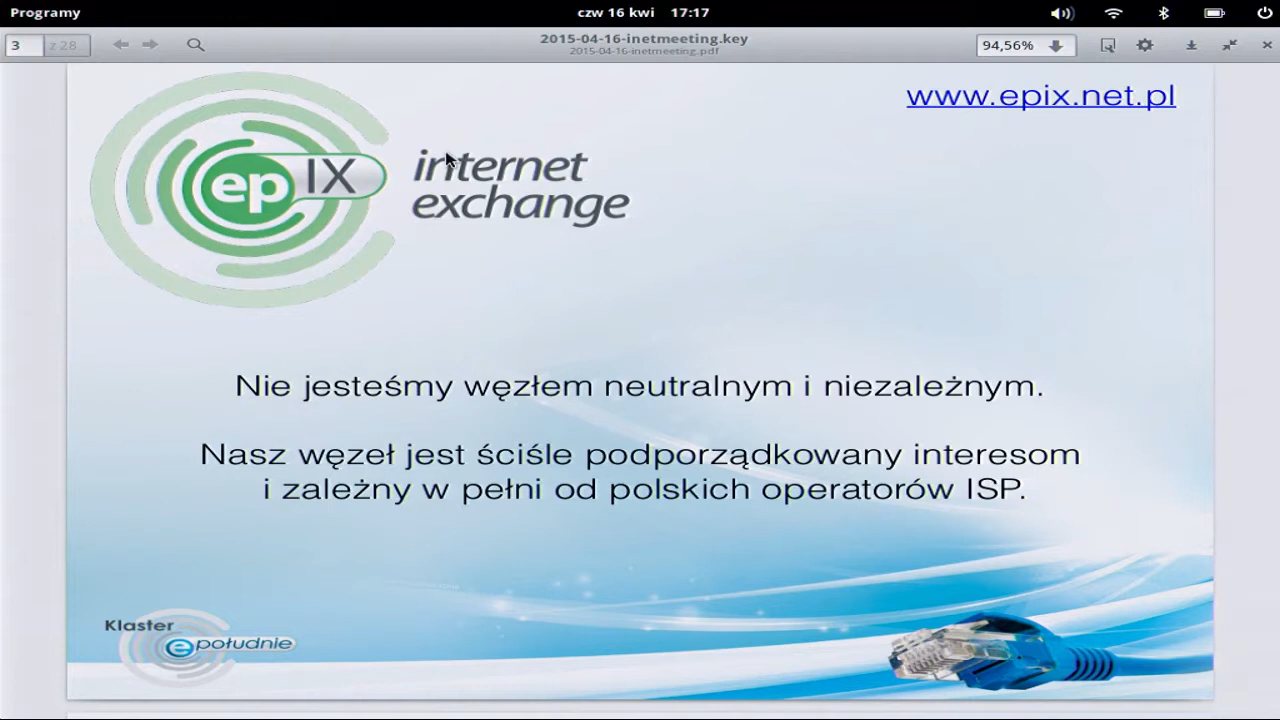 Programy
czw 16 kwi 17:17
3 z 28
2015-04-16-inetmeeting.key
2015-04-16-inetmeeting.pdf
94,56%
www.epix.net.pl
ep IX
internet
exchange
Nie jesteśmy węzłem neutralnym i niezależnym.
Nasz węzeł jest ściśle podporządkowany interesom
i zależny w pełni od polskich operatorów ISP.
Klaster
e południe